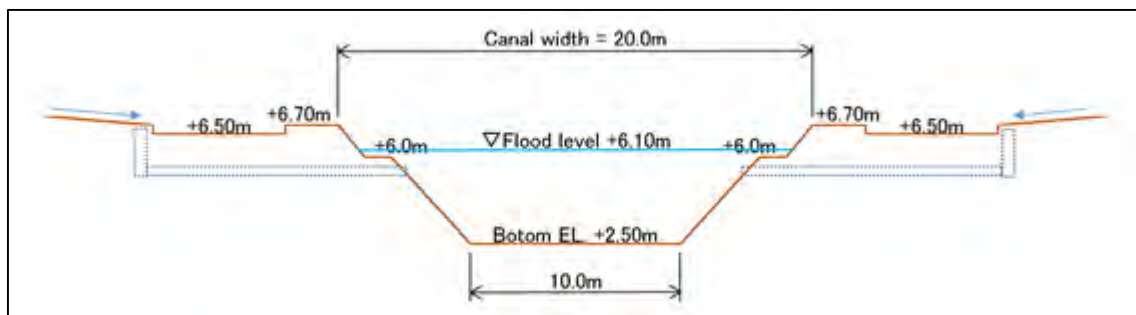 Canal width = 20.0m
+6.70m
+6.70m
+6.50m
+6.50m
+6.0m
▽Flood level +6.10m
+6.0m
Botom EL. +2.50m
10.0m